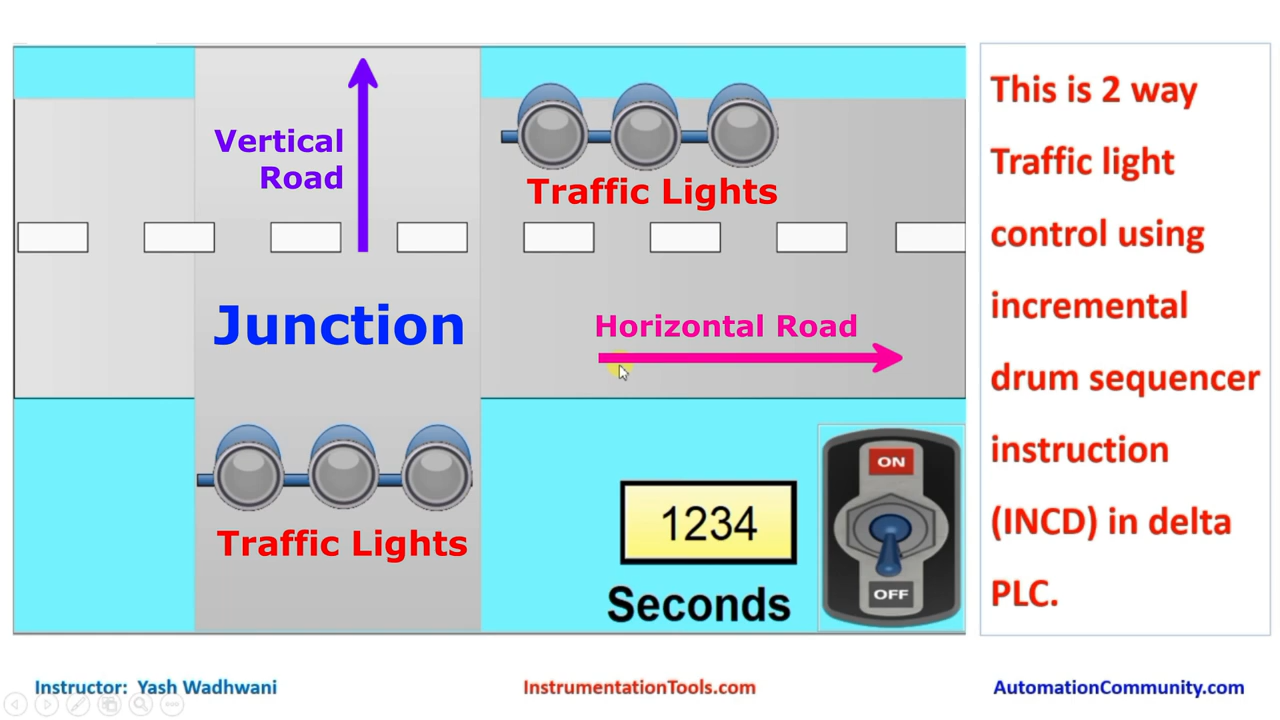 Vertical
Road
Traffic Lights
Junction
Horizontal Road
Traffic Lights
1234
Seconds
ON
OFF
This is 2 way
Traffic light
control using
incremental
drum sequencer
instruction
(INCD) in delta
PLC.
Instructor: Yash Wadhwani
InstrumentationTools.com
AutomationCommunity.com